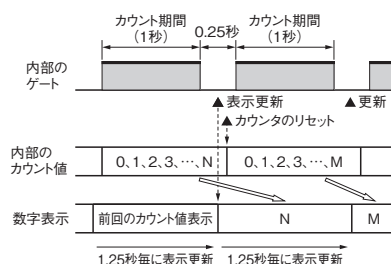 カウント期間
(1秒)
0.25秒
カウント期間
(1秒)
内部の
ゲート
▲表示更新
▲更新
▲カウンタのリセット
内部の
カウント値
0、1、2、3、…、N
0、1、2、3、…、M
数字表示
前回のカウント値表示
N
M
1.25秒毎に表示更新
1.25秒毎に表示更新